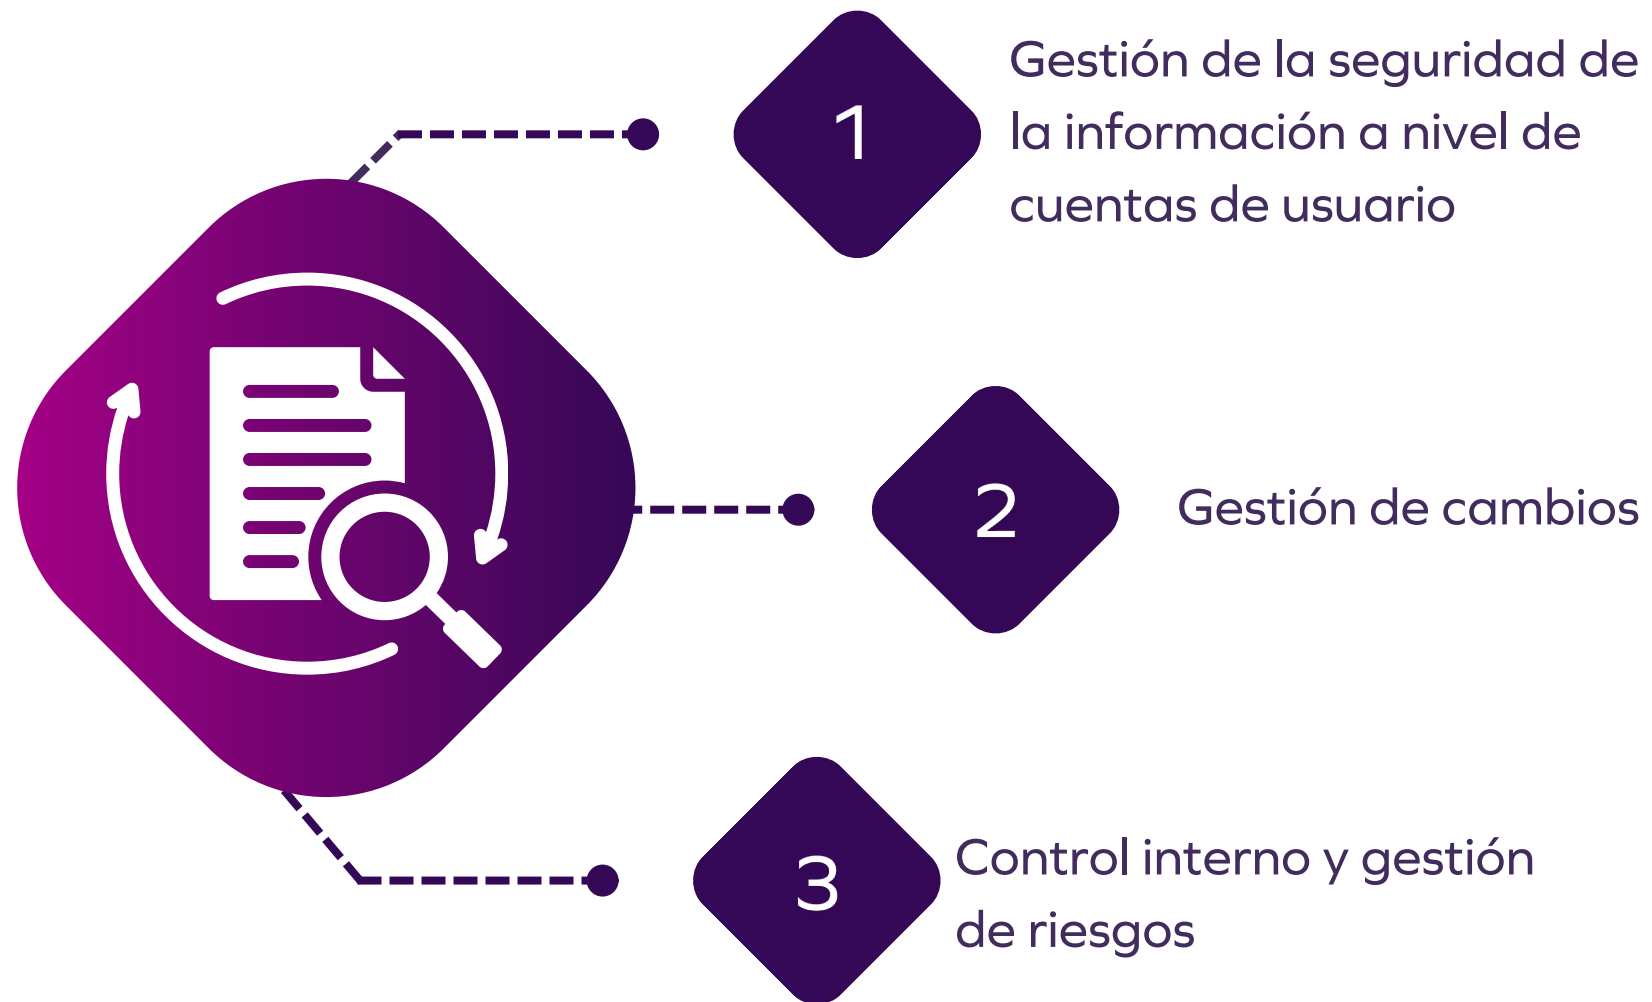 1
Gestión de la seguridad de
la información a nivel de
cuentas de usuario
2
Gestión de cambios
3
Control interno y gestión
de riesgos